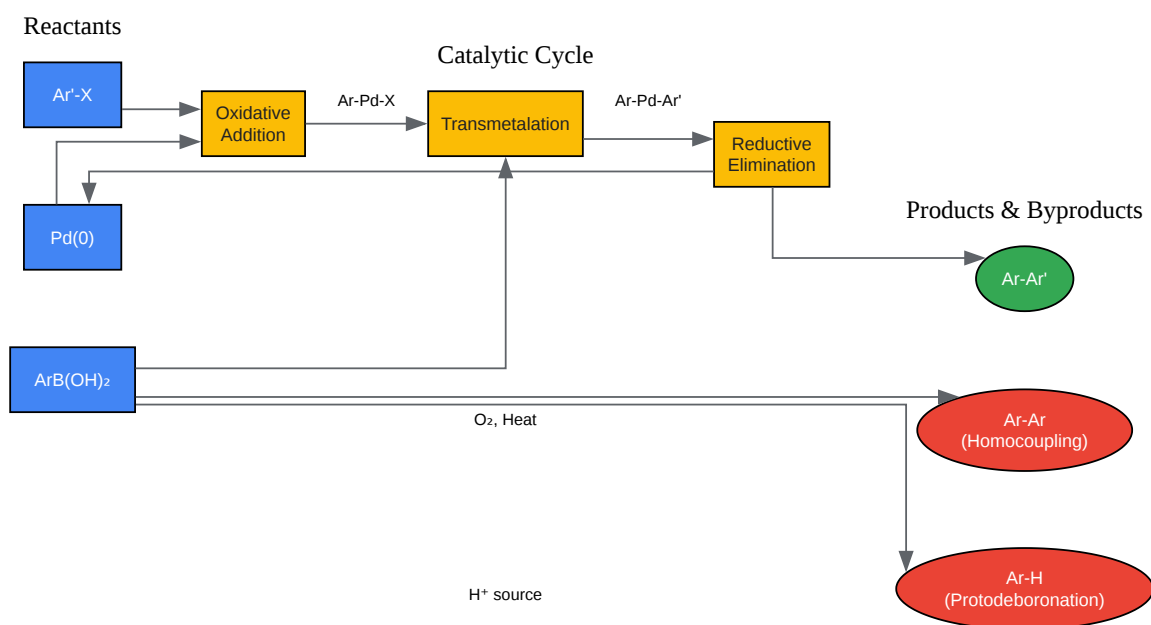 Reactants
Catalytic Cycle
Ar'-X
Oxidative
Addition
Ar-Pd-X
Transmetalation
Ar-Pd-Ar'
Reductive
Elimination
Products & Byproducts
Pd(0)
Ar-Ar'
ArB(OH)₂
O₂, Heat
Ar-Ar
(Homocoupling)
H⁺ source
Ar-H
(Protodeboronation)